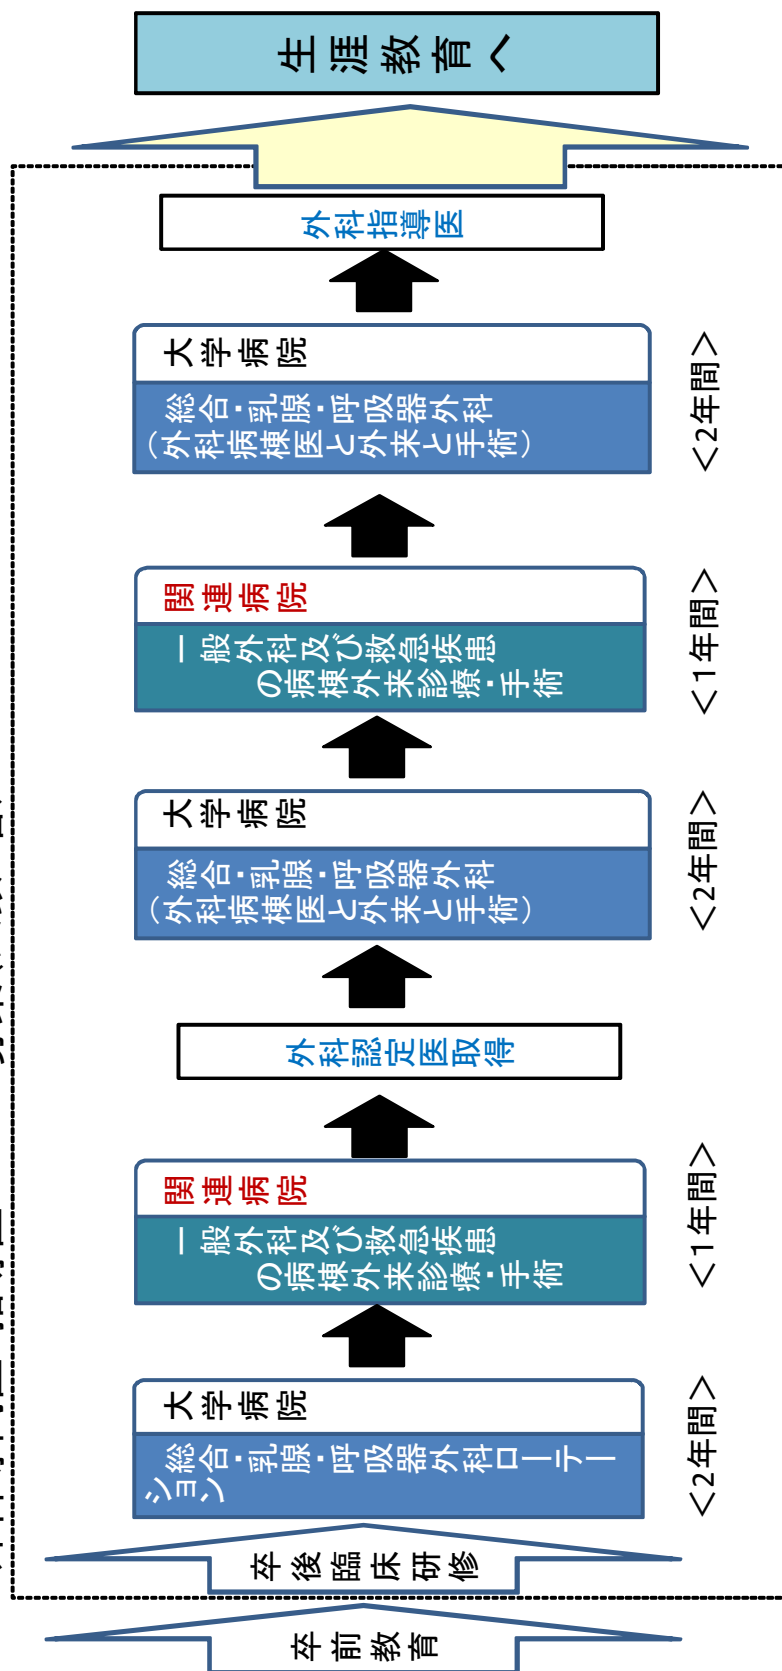 卒前教育
卒後臨床研修
大学病院
総合・乳腺・呼吸器外科ローテー
ション
<2年間>
関連病院
一般外科及び救急疾患
の病棟外来診療・手術
<1年間>
外科認定医取得
大学病院
総合・乳腺・呼吸器外科
(外科病棟医と外来と手術)
<2年間>
関連病院
一般外科及び救急疾患
の病棟外来診療・手術
<1年間>
大学病院
総合・乳腺・呼吸器外科
(外科病棟医と外来と手術)
<2年間>
外科指導医
生涯教育へ